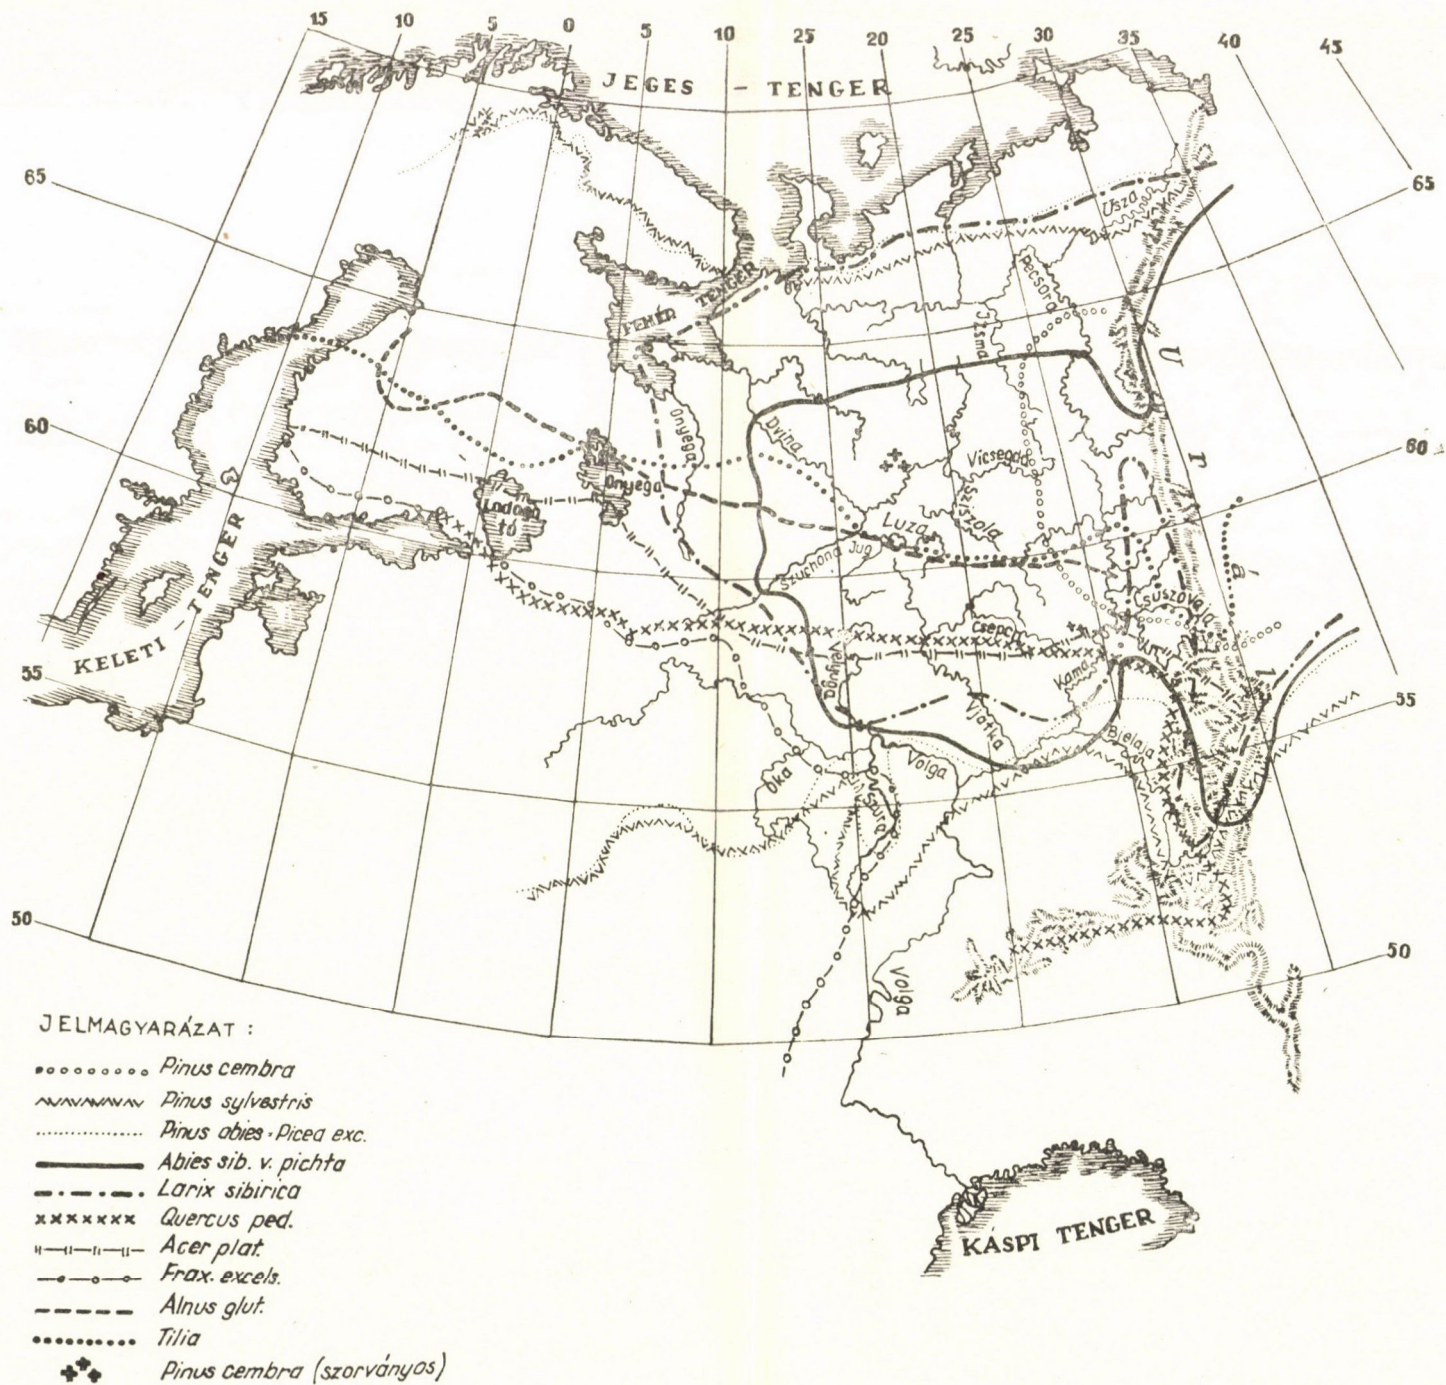 15 10 5 0 5 10 25 20 25 30 35 40 45
JEGES - TENGER
65
65
Usza
Pecsora
FEHÉR TENGER
Izsma
U
r
á
l
60
60
Onyega
Dvina
Vicsegda
Onyega
Ladoga
tó
Luza
Sziszola
Szuchona Jug
KELETI - TENGER
Csuszovaja
Csepca
55
55
Kama
Vjatka
Bjelaja
Volga
Oka
Szura
50
50
Volga
JELMAGYARÁZAT :
Pinus cembra
Pinus sylvestris
Pinus abies = Picea exc.
Abies sib. v. pichta
Larix sibirica
Quercus ped.
Acer plat.
Frax. excels.
Alnus glut.
Tilia
Pinus cembra (szorványos)
KÁSPI TENGER